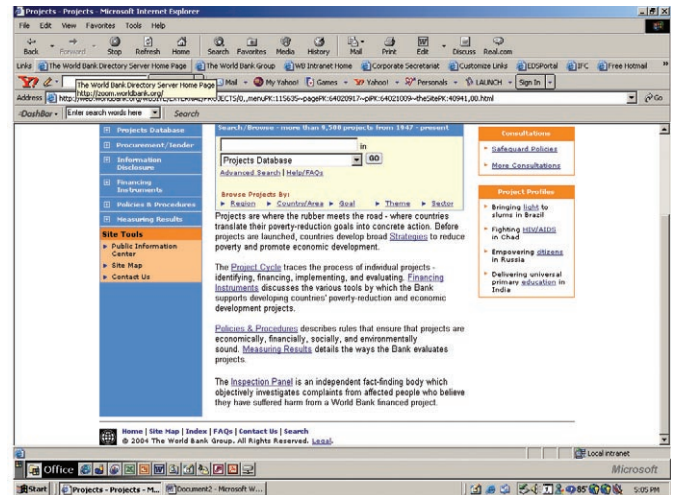 Projects - Projects - Microsoft Internet Explorer
File Edit View Favorites Tools Help
Back Forward Stop Refresh Home Search Favorites Media History Mail Print Edit Discuss Real.com
Links The World Bank Directory Server Home Page The World Bank Group WB Intranet Home Corporate Secretariat Customize Links EDSPortal IFC Free Hotmail
Mail My Yahoo! Games Yahoo! Personals LAUNCH Sign In
The World Bank Directory Server Home Page
http://zoom.worldbank.org/
Address Go
DashBar Enter search words here Search
Projects Database
Procurement/Tender
Information
Disclosure
Financing
Instruments
Policies & Procedures
Measuring Results
Site Tools
Public Information
Center
Site Map
Contact Us
Search/Browse - more than 9,500 projects from 1947 - present
in
Projects Database GO
Advanced Search | Help/FAQs
Browse Projects By:
Region Country/Area Goal Theme Sector
Projects are where the rubber meets the road - where countries
translate their poverty-reduction goals into concrete action. Before
projects are launched, countries develop broad Strategies to reduce
poverty and promote economic development.
The Project Cycle traces the process of individual projects -
identifying, financing, implementing, and evaluating. Financing
Instruments discusses the various tools by which the Bank
supports developing countries' poverty-reduction and economic
development projects.
Policies & Procedures describes rules that ensure that projects are
economically, financially, socially, and environmentally
sound. Measuring Results details the ways the Bank evaluates
projects.
The Inspection Panel is an independent fact-finding body which
objectively investigates complaints from affected people who believe
they have suffered harm from a World Bank financed project.
Consultations
Safeguard Policies
More Consultations
Project Profiles
Bringing light to
slums in Brazil
Fighting HIV/AIDS
in Chad
Empowering citizens
in Russia
Delivering universal
primary education in
India
Home | Site Map | Index | FAQs | Contact Us | Search
© 2004 The World Bank Group. All Rights Reserved. Legal.
Local intranet
Office Microsoft
Start Projects - Projects - M... Document2 - Microsoft W... 5:05 PM